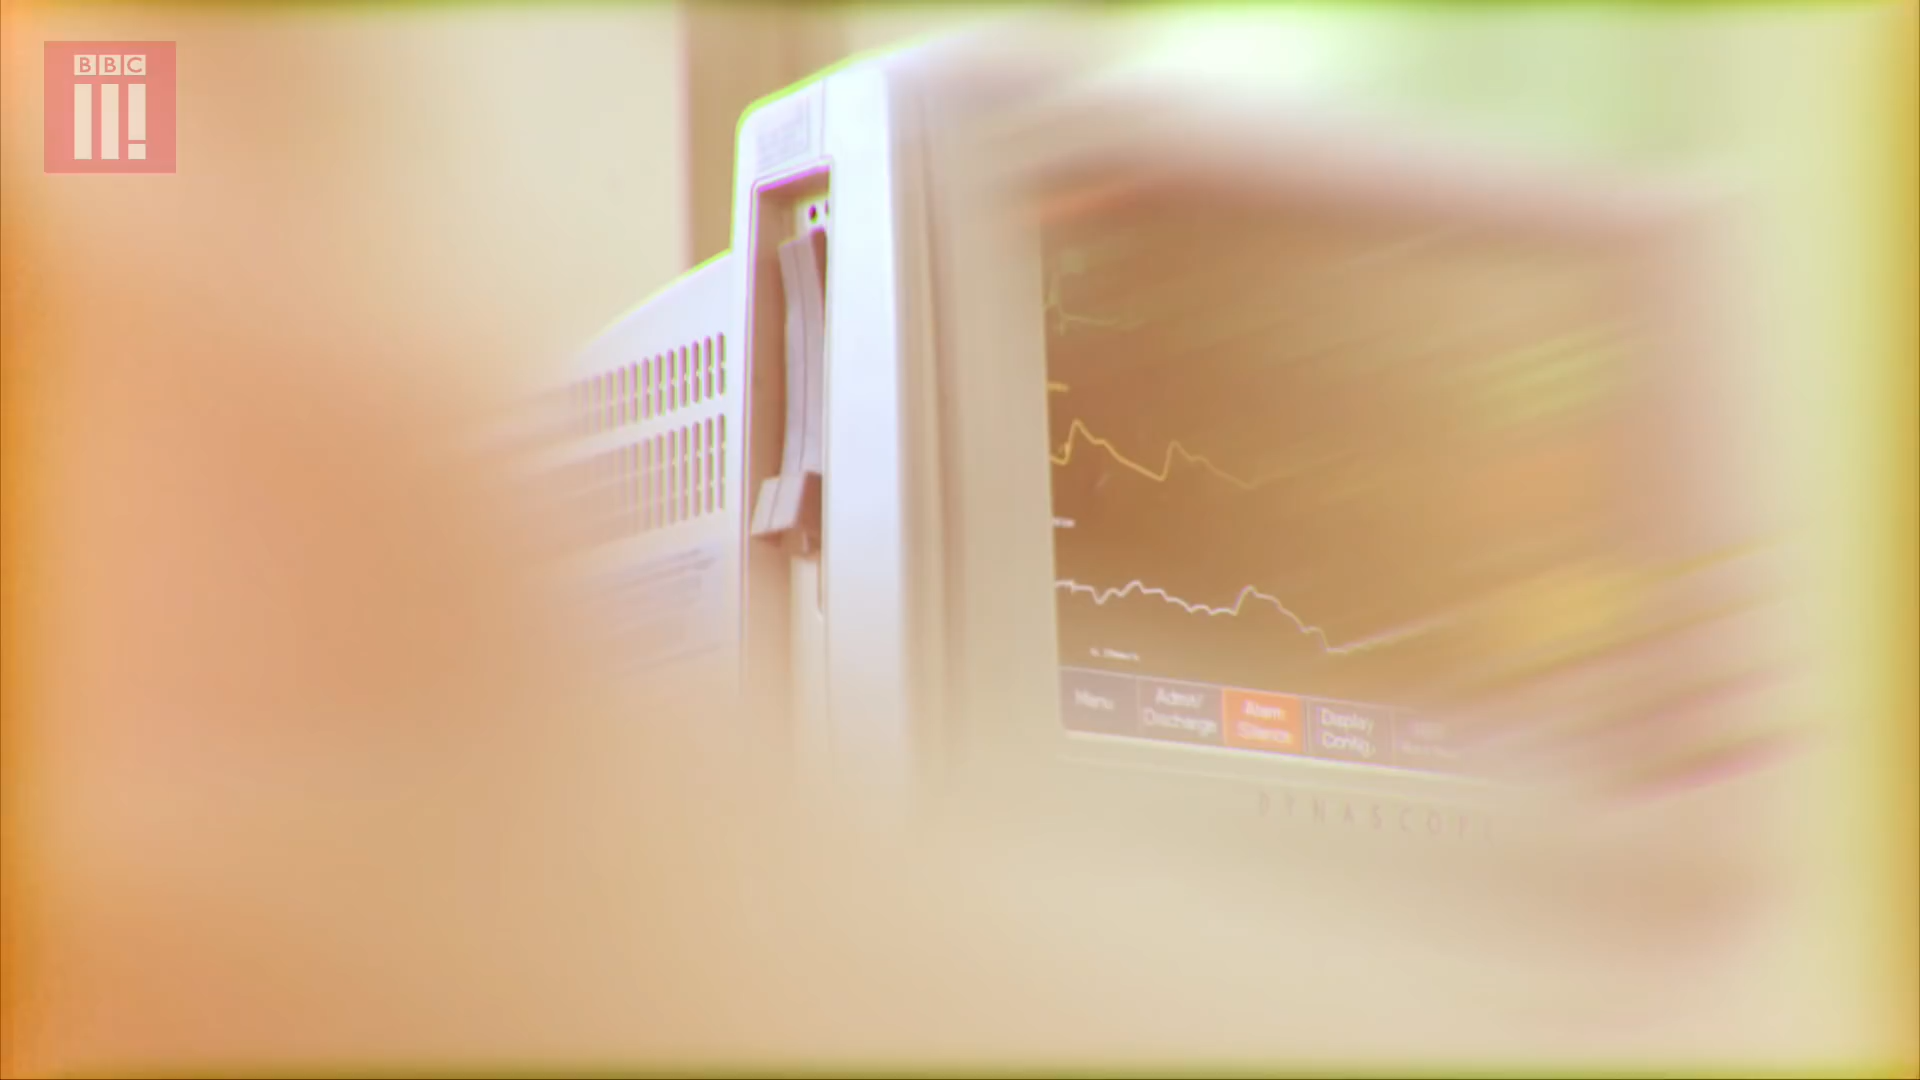 BBC
Menu
Admit/
Discharge
Alarm
Silence
Display
Config.
DYNASCOPE